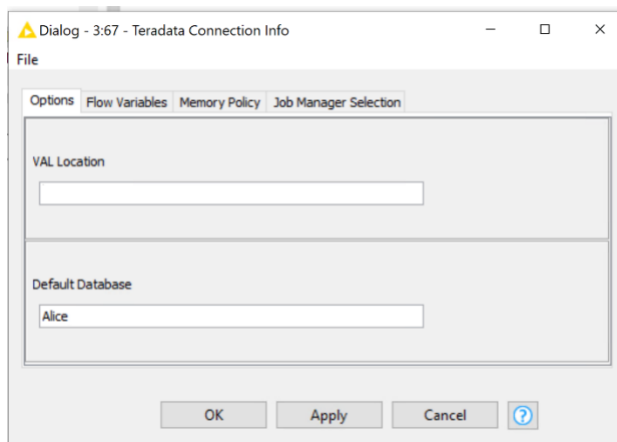 Dialog - 3:67 - Teradata Connection Info
File
Options Flow Variables Memory Policy Job Manager Selection
VAL Location
Default Database
Alice
OK Apply Cancel ?